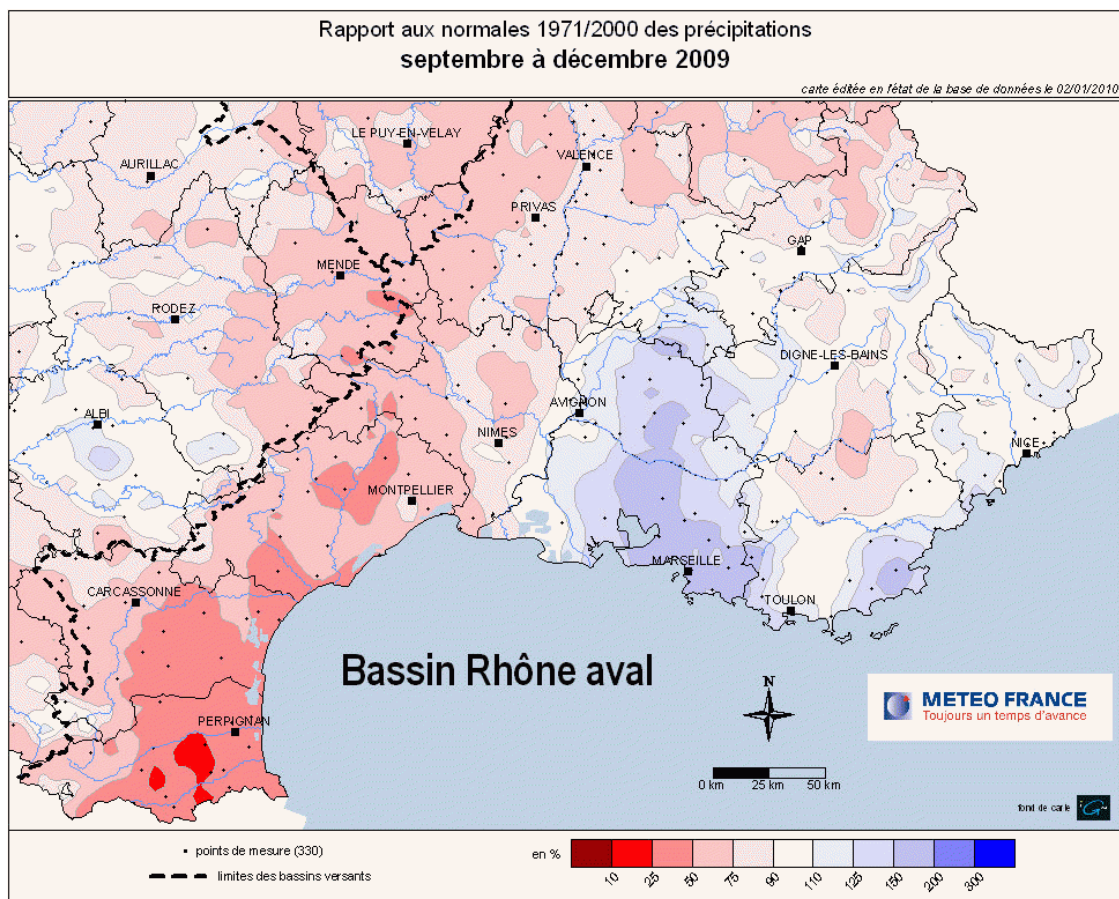 Rapport aux normales 1971/2000 des précipitations
septembre à décembre 2009
carte éditée en l'état de la base de données le 02/01/2010
LE PUY-EN-VELAY
AURILLAC
VALENCE
PRIVAS
GAP
MENDE
RODEZ
DIGNE-LES-BAINS
ALBI
AVIGNON
NIMES
NICE
MONTPELLIER
MARSEILLE
CARCASSONNE
TOULON
Bassin Rhône aval
N
METEO FRANCE
Toujours un temps d'avance
PERPIGNAN
0 km 25 km 50 km
fond de carte
points de mesure (330)
limites des bassins versants
en %
10 25 50 75 90 110 125 150 200 300